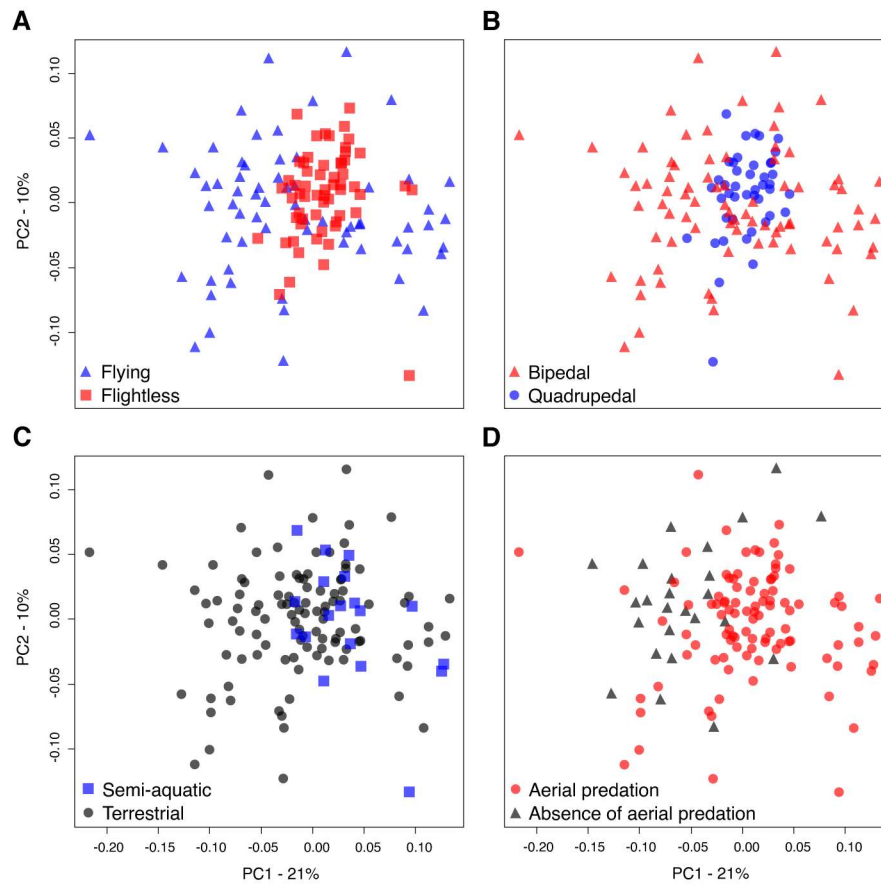 A
B
0.10
0.05
0.00
-0.05
-0.10
PC2 - 10%
Flying
Flightless
Bipedal
Quadrupedal
C
D
0.10
0.05
0.00
-0.05
-0.10
PC2 - 10%
Semi-aquatic
Terrestrial
Aerial predation
Absence of aerial predation
-0.20 -0.15 -0.10 -0.05 0.00 0.05 0.10
-0.20 -0.15 -0.10 -0.05 0.00 0.05 0.10
PC1 - 21%
PC1 - 21%